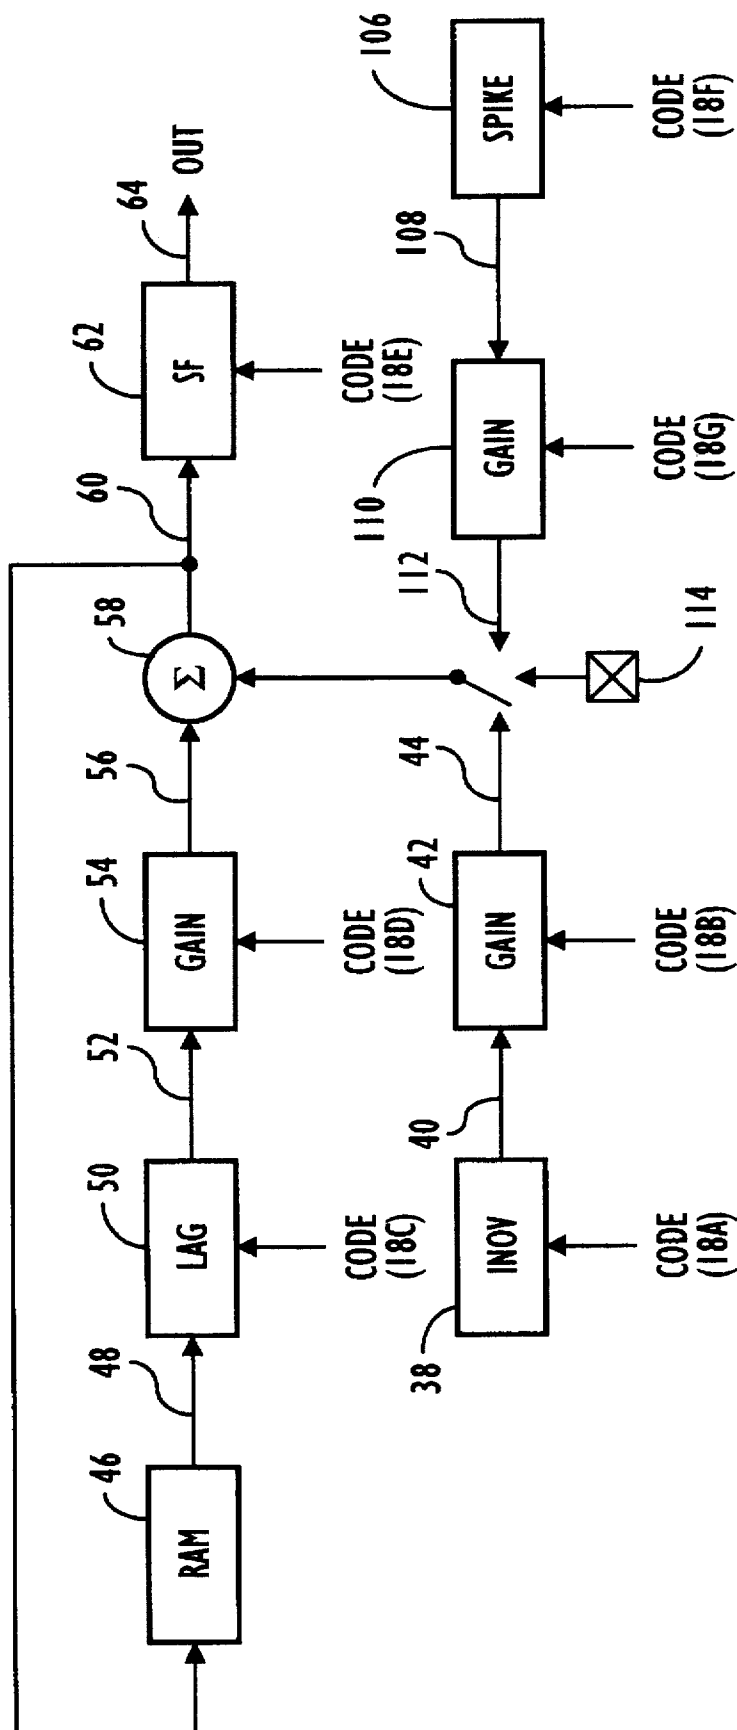 46
RAM
48
50
LAG
CODE
(18C)
52
54
GAIN
CODE
(18D)
56
58
Σ
60
62
SF
CODE
(18E)
64
OUT
38
INOV
CODE
(18A)
40
42
GAIN
CODE
(18B)
44
114
112
110
GAIN
CODE
(18G)
108
106
SPIKE
CODE
(18F)